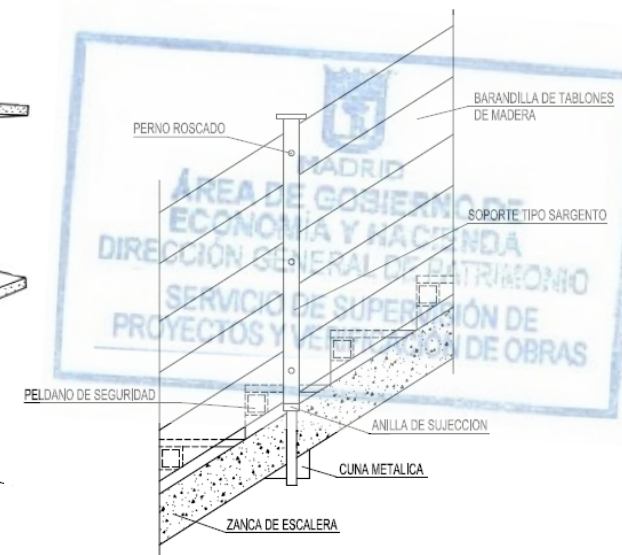 BARANDILLA DE TABLONES
DE MADERA
PERNO ROSCADO
MADRID
ÁREA DE GOBIERNO DE
ECONOMÍA Y HACIENDA
DIRECCIÓN GENERAL DE PATRIMONIO
SERVICIO DE SUPERVISIÓN DE
PROYECTOS Y VERIFICACIÓN DE OBRAS
SOPORTE TIPO SARGENTO
PELDANO DE SEGURIDAD
ANILLA DE SUJECCION
CUNA METALICA
ZANCA DE ESCALERA